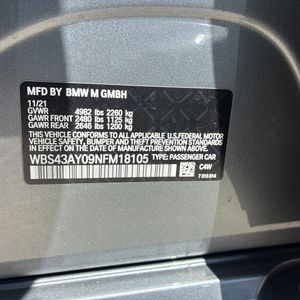 MFD BY BMW M GMBH
11/21
GVWR 4982 lbs 2260 kg
GAWR FRONT 2480 lbs 1125 kg
GAWR REAR 2646 lbs 1200 kg
THIS VEHICLE CONFORMS TO ALL APPLICABLE U.S. FEDERAL MOTOR
VEHICLE SAFETY, BUMPER AND THEFT PREVENTION STANDARDS
IN EFFECT ON THE DATE OF MANUFACTURE SHOWN ABOVE.
WBS43AY09NFM18105 TYPE: PASSENGER CAR
C4W